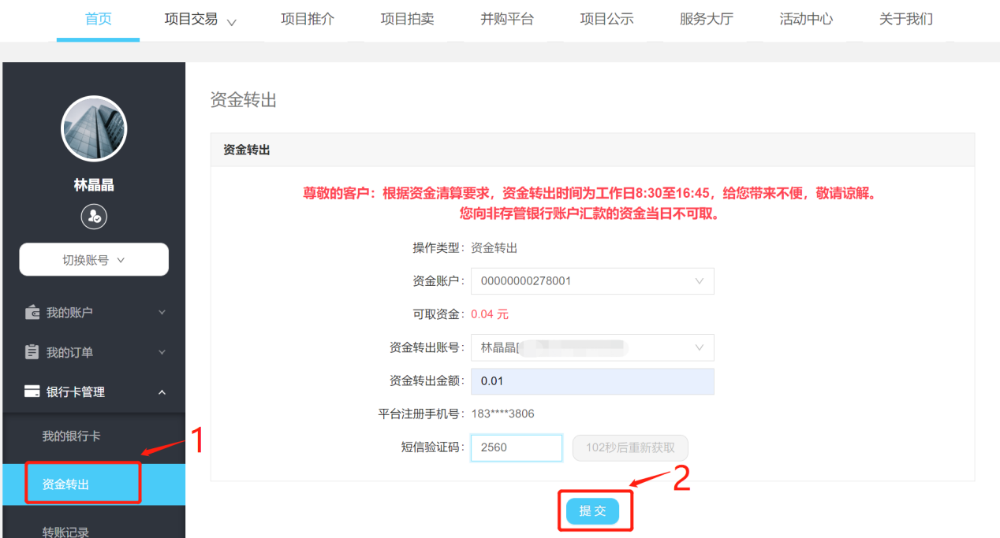 首页 项目交易 项目推介 项目拍卖 并购平台 项目公示 服务大厅 活动中心 关于我们
林晶晶
切换账号
我的账户
我的订单
银行卡管理
我的银行卡
1
资金转出
转账记录
资金转出
资金转出
尊敬的客户：根据资金清算要求，资金转出时间为工作日8:30至16:45，给您带来不便，敬请谅解。
您向非存管银行账户汇款的资金当日不可取。
操作类型：资金转出
资金账户：00000000278001
可取资金：0.04 元
资金转出账号：林晶晶[
资金转出金额：0.01
平台注册手机号：183****3806
短信验证码：2560 102秒后重新获取
2
提 交